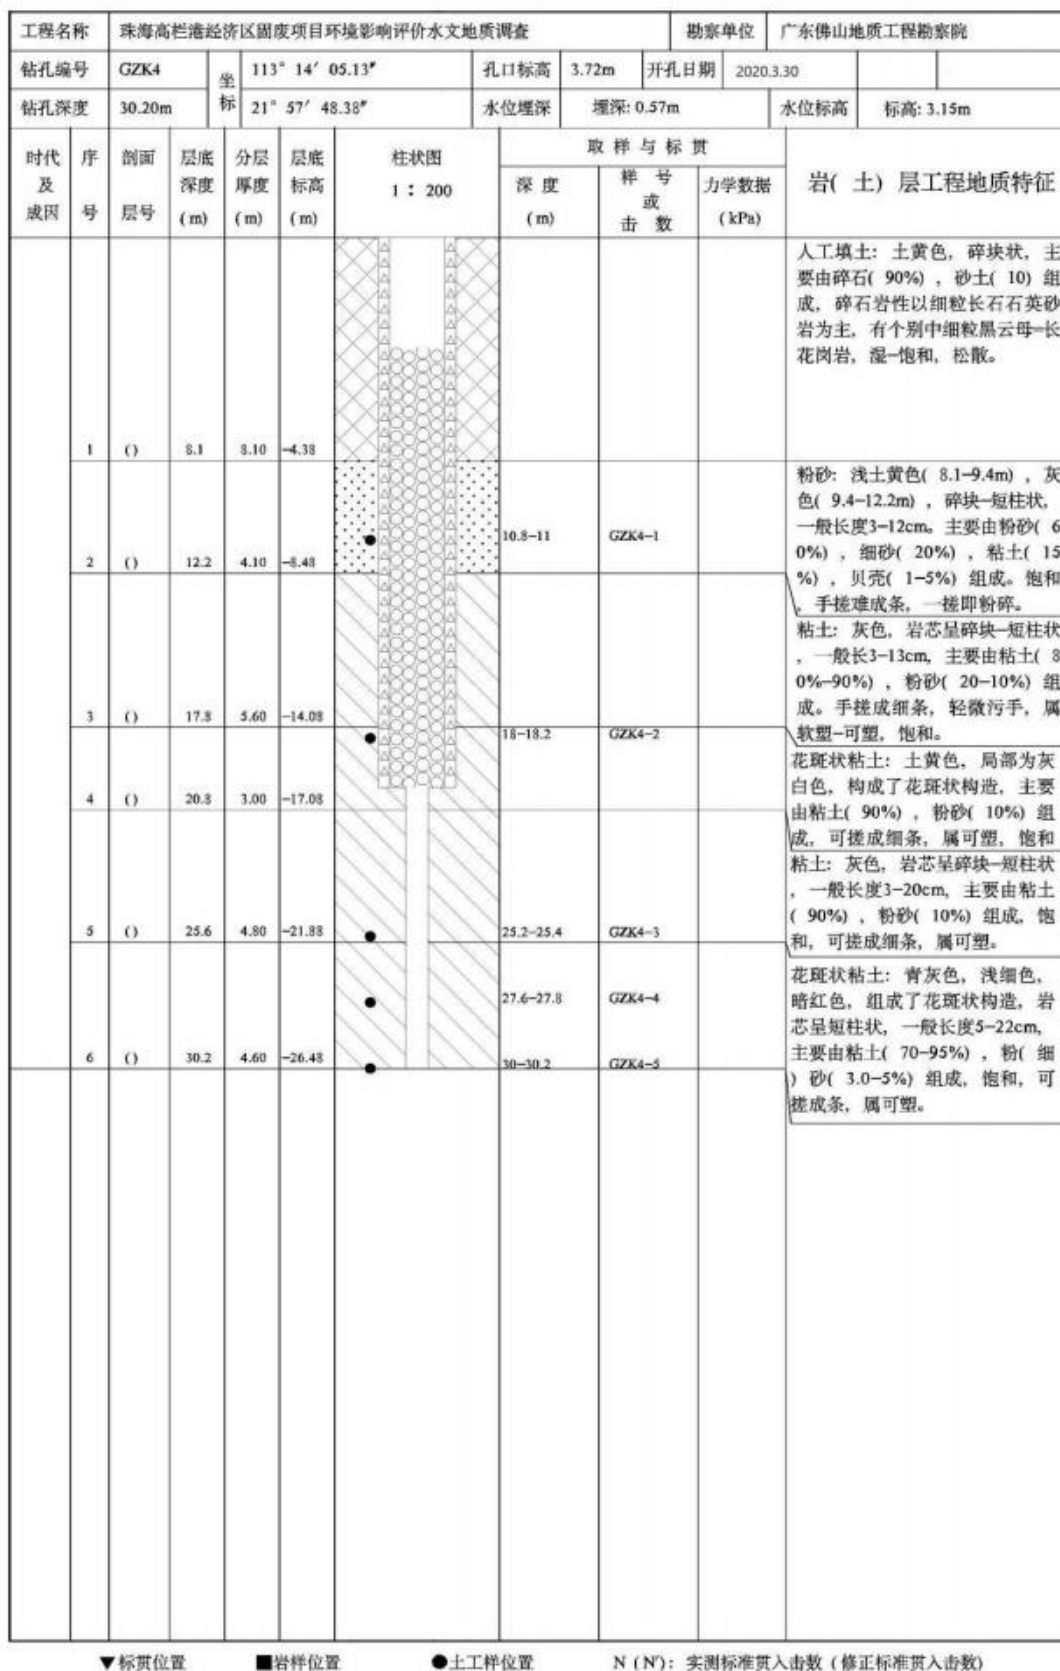 工程名称 珠海高栏港经济区固废项目环境影响评价水文地质调查 勘察单位 广东佛山地质工程勘察院
钻孔编号 GZK4 坐标 113° 14′ 05.13″ 孔口标高 3.72m 开孔日期 2020.3.30
钻孔深度 30.20m 21° 57′ 48.38″ 水位埋深 埋深: 0.57m 水位标高 标高: 3.15m
时代及成因 序号 剖面层号 层底深度(m) 分层厚度(m) 层底标高(m) 柱状图 1：200 取样与标贯 岩(土)层工程地质特征
深度(m) 样号或击数 力学数据(kPa)
人工填土: 土黄色, 碎块状, 主
要由碎石( 90%) , 砂土( 10) 组
成, 碎石岩性以细粒长石石英砂
岩为主, 有个别中细粒黑云母-长
花岗岩, 湿-饱和, 松散。
1 () 8.1 8.10 -4.38
粉砂: 浅土黄色( 8.1-9.4m) , 灰
色( 9.4-12.2m) , 碎块-短柱状,
一般长度3-12cm。主要由粉砂( 6
0%) , 细砂( 20%) , 粘土( 15
%) , 贝壳( 1-5%) 组成。饱和
, 手搓难成条, 一搓即粉碎。
10.8-11 GZK4-1
2 () 12.2 4.10 -8.48
粘土: 灰色, 岩芯呈碎块-短柱状
, 一般长3-13cm, 主要由粘土( 8
0%-90%) , 粉砂( 20-10%) 组
成。手搓成细条, 轻微污手, 属
软塑-可塑, 饱和。
3 () 17.8 5.60 -14.08
18-18.2 GZK4-2
花斑状粘土: 土黄色, 局部为灰
白色, 构成了花斑状构造, 主要
由粘土( 90%) , 粉砂( 10%) 组
成, 可搓成细条, 属可塑, 饱和
4 () 20.8 3.00 -17.08
粘土: 灰色, 岩芯呈碎块-短柱状
, 一般长度3-20cm, 主要由粘土
( 90%) , 粉砂( 10%) 组成, 饱
和, 可搓成细条, 属可塑。
5 () 25.6 4.80 -21.88
25.2-25.4 GZK4-3
花斑状粘土: 青灰色, 浅细色,
暗红色, 组成了花斑状构造, 岩
芯呈短柱状, 一般长度5-22cm,
主要由粘土( 70-95%) , 粉( 细
) 砂( 3.0-5%) 组成, 饱和, 可
搓成条, 属可塑。
27.6-27.8 GZK4-4
6 () 30.2 4.60 -26.48
30-30.2 GZK4-5
▼标贯位置 ■岩样位置 ●土工样位置 N (N′): 实测标准贯入击数 (修正标准贯入击数)